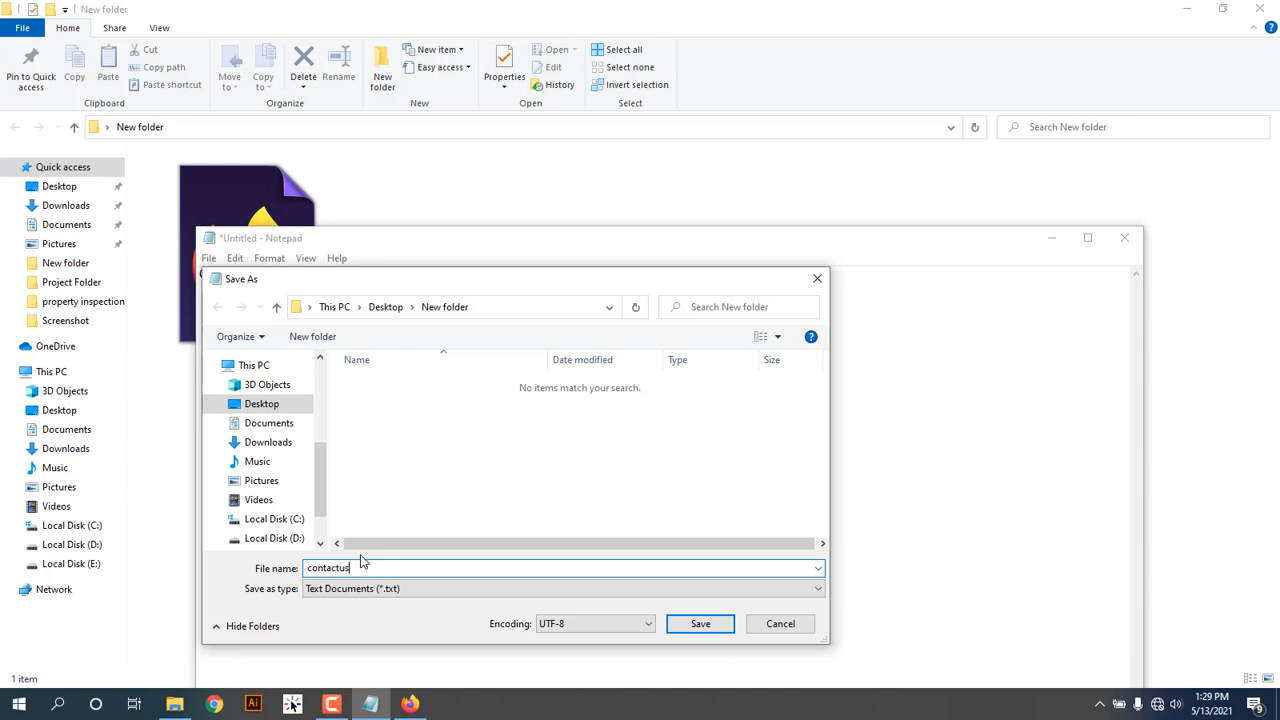 New folder
File Home Share View
Pin to Quick access
Copy
Paste
Cut
Copy path
Paste shortcut
Clipboard
Move to
Copy to
Delete
Rename
Organize
New folder
New item
Easy access
New
Properties
Open
Edit
History
Open
Select all
Select none
Invert selection
Select
New folder
Search New folder
Quick access
Desktop
Downloads
Documents
Pictures
New folder
Project Folder
property inspection
Screenshot
OneDrive
This PC
3D Objects
Desktop
Documents
Downloads
Music
Pictures
Videos
Local Disk (C:)
Local Disk (D:)
Local Disk (E:)
Network
1 item
*Untitled - Notepad
File Edit Format View Help
Save As
This PC Desktop New folder
Search New folder
Organize New folder
This PC
3D Objects
Desktop
Documents
Downloads
Music
Pictures
Videos
Local Disk (C:)
Local Disk (D:)
Name Date modified Type Size
No items match your search.
File name: contactus
Save as type: Text Documents (*.txt)
Hide Folders
Encoding: UTF-8
Save
Cancel
Ai
1:29 PM
5/13/2021
9